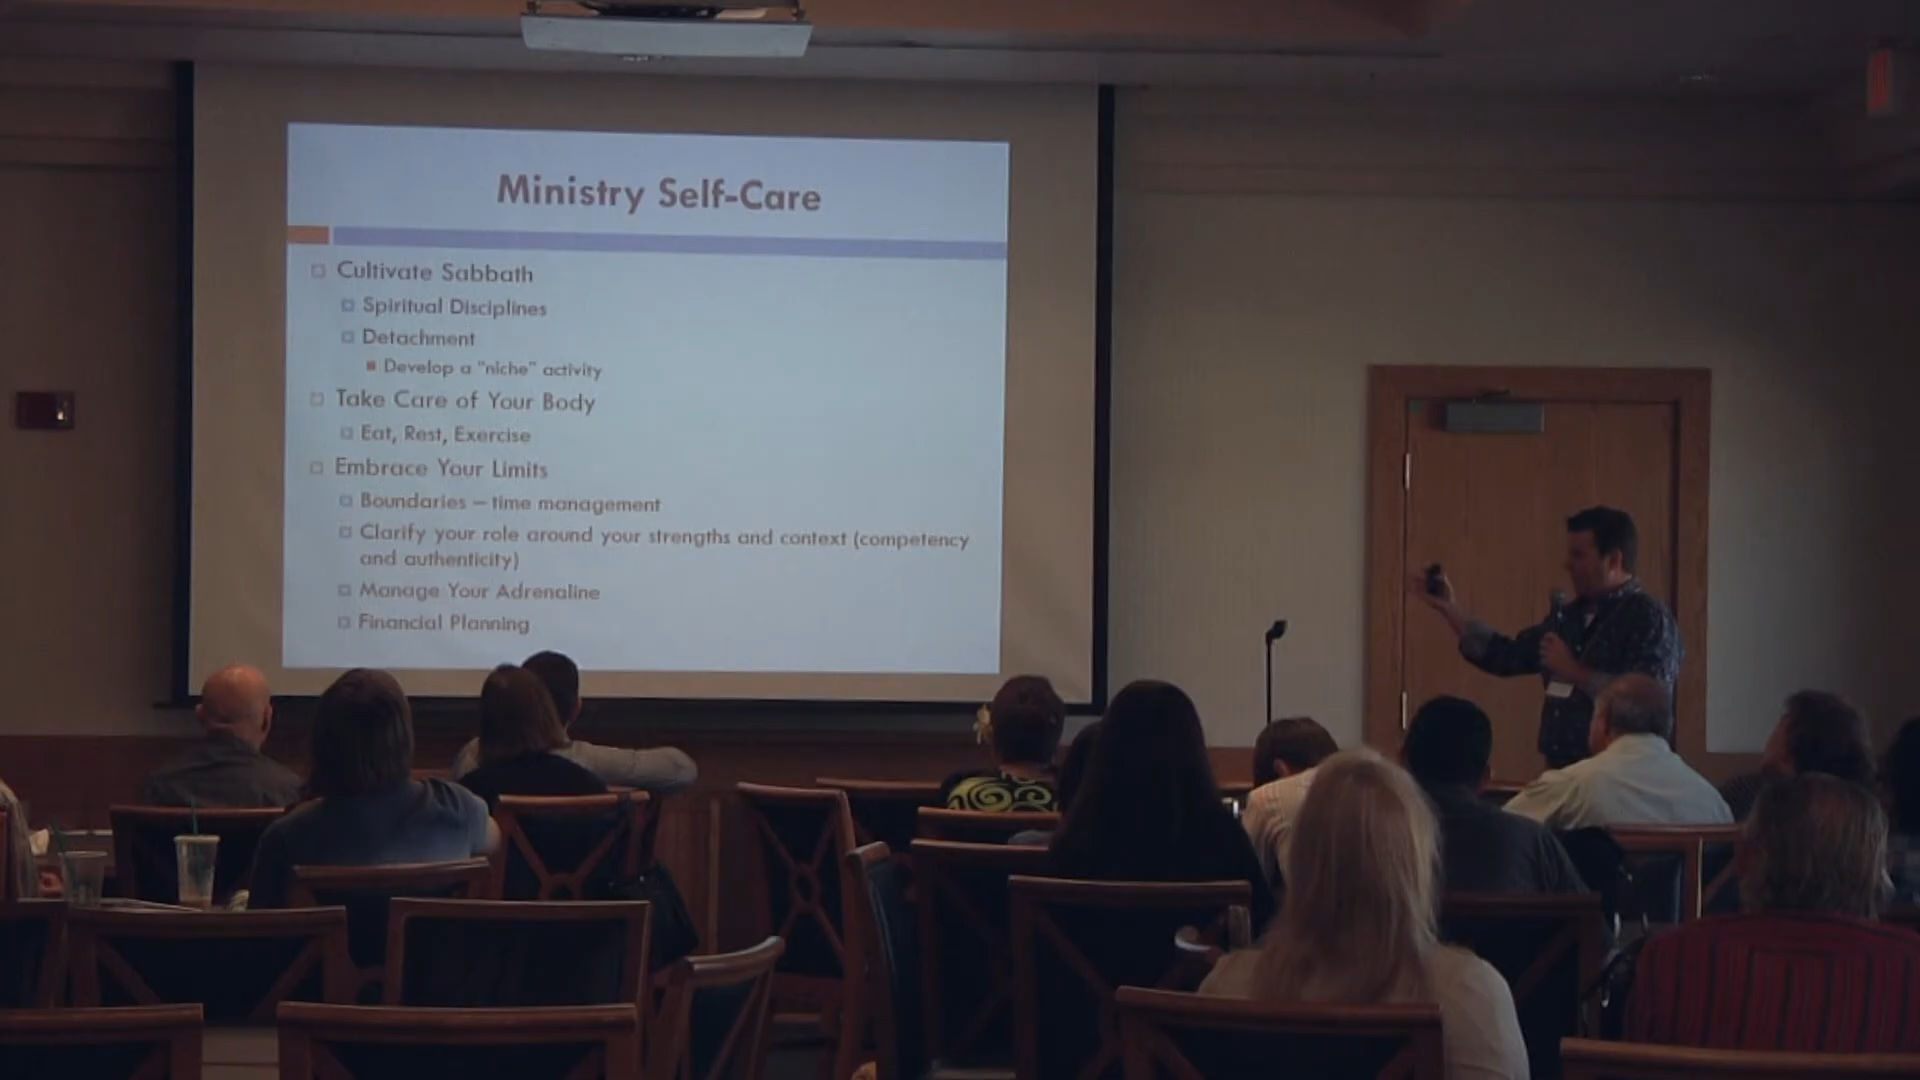 Ministry Self-Care
Cultivate Sabbath
Spiritual Disciplines
Detachment
Develop a "niche" activity
Take Care of Your Body
Eat, Rest, Exercise
Embrace Your Limits
Boundaries – time management
Clarify your role around your strengths and context (competency
and authenticity)
Manage Your Adrenaline
Financial Planning